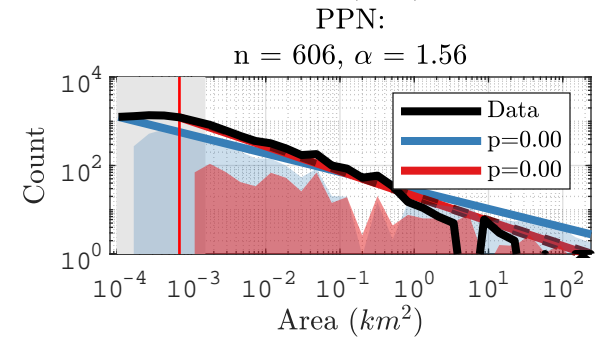 PPN:
n = 606, α = 1.56
10^4
10^2
10^0
Count
Data
p=0.00
p=0.00
10^-4 10^-3 10^-2 10^-1 10^0 10^1 10^2
Area (km^2)